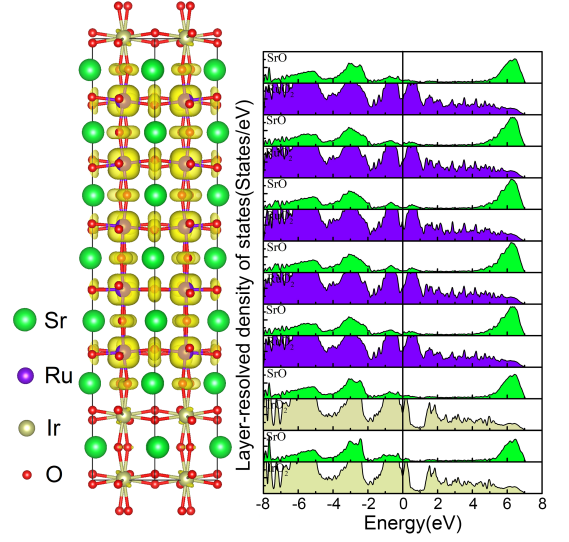 Sr
Ru
Ir
O
Layer-resolved density of states(States/eV)
SrO
SrO
SrO
SrO
SrO
SrO
SrO
-8 -6 -4 -2 0 2 4 6 8
Energy(eV)